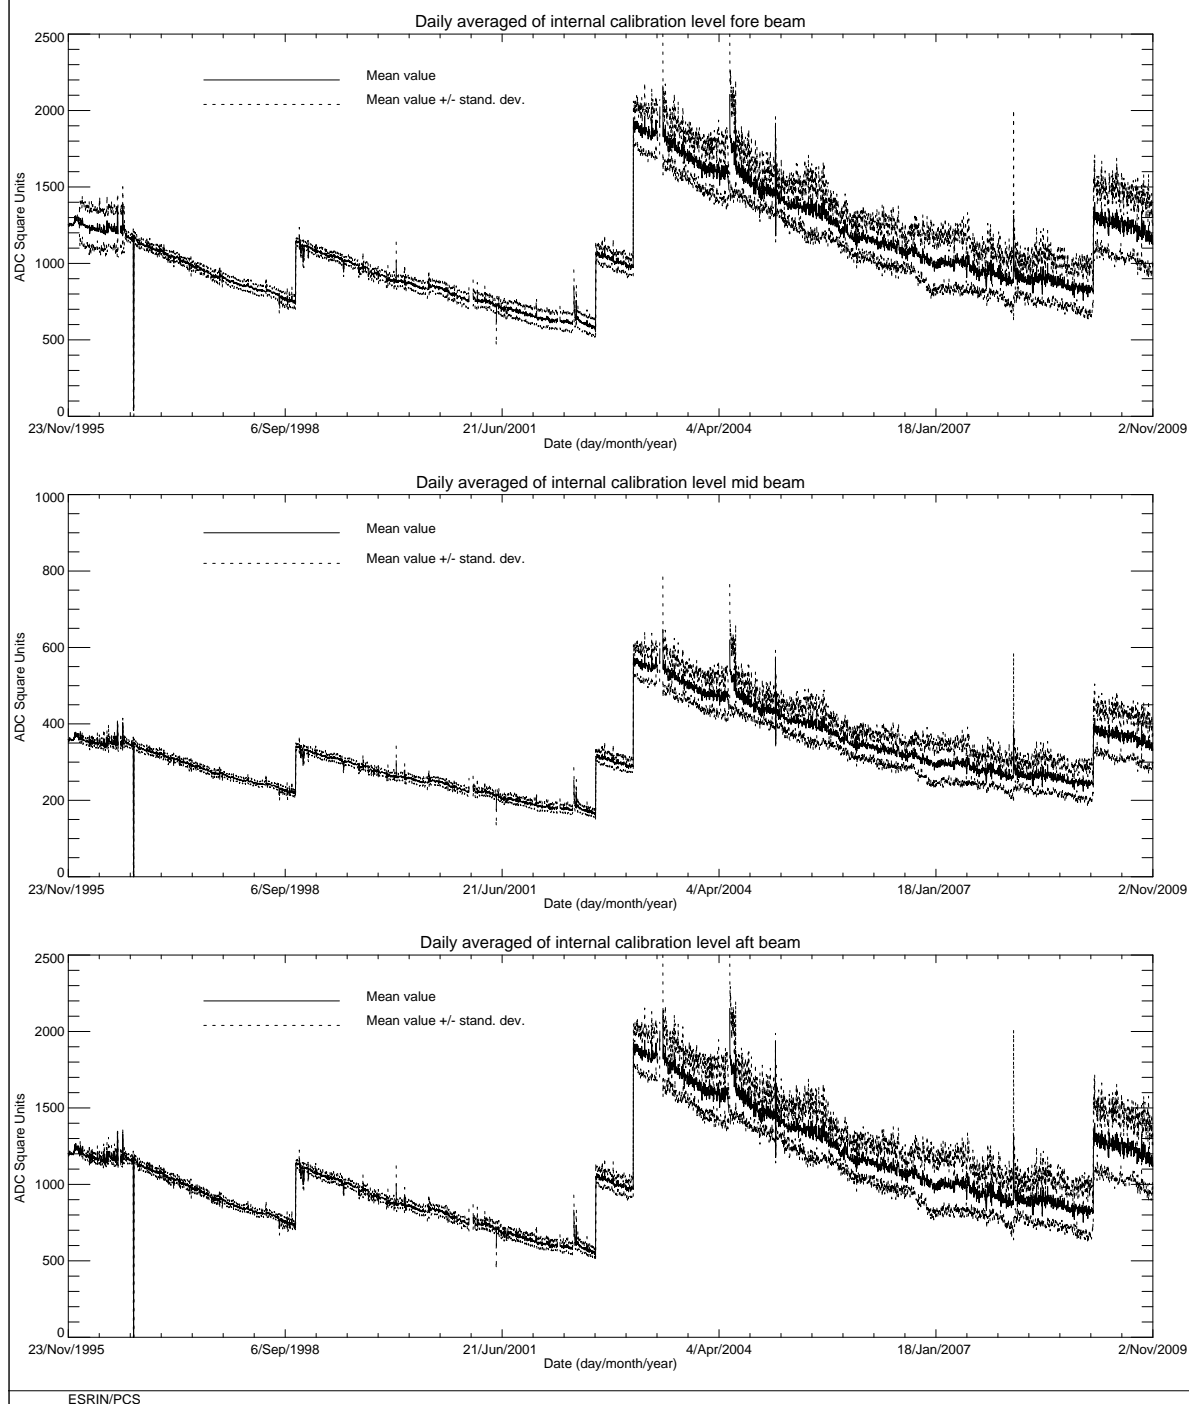 Daily averaged of internal calibration level fore beam
2500
2000
1500
1000
500
0
ADC Square Units
Mean value
Mean value +/- stand. dev.
23/Nov/1995 6/Sep/1998 21/Jun/2001 4/Apr/2004 18/Jan/2007 2/Nov/2009
Date (day/month/year)
Daily averaged of internal calibration level mid beam
1000
800
600
400
200
0
ADC Square Units
Mean value
Mean value +/- stand. dev.
23/Nov/1995 6/Sep/1998 21/Jun/2001 4/Apr/2004 18/Jan/2007 2/Nov/2009
Date (day/month/year)
Daily averaged of internal calibration level aft beam
2500
2000
1500
1000
500
0
ADC Square Units
Mean value
Mean value +/- stand. dev.
23/Nov/1995 6/Sep/1998 21/Jun/2001 4/Apr/2004 18/Jan/2007 2/Nov/2009
Date (day/month/year)
ESRIN/PCS